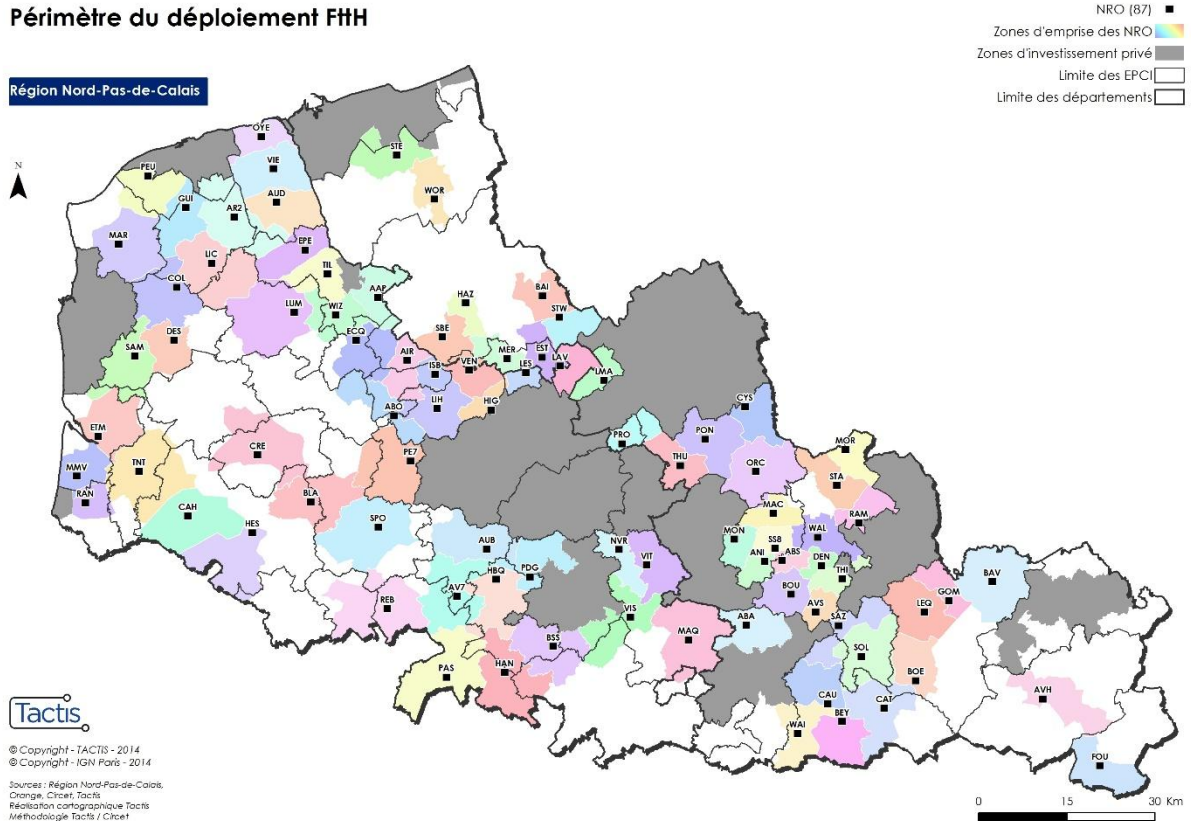 Périmètre du déploiement FttH
NRO (87)
Zones d'emprise des NRO
Zones d'investissement privé
Limite des EPCI
Limite des départements
Région Nord-Pas-de-Calais
N
OYE
STE
VIE
PEU
WOR
GUI
AUD
AR2
MAR
EPE
LIC
TIL
COL
AAP
BAI
LUM
HAZ
WIZ
STW
DES
SBE
ECQ
SAM
AIR
MER
EST
LAV
VEN
ISB
LES
LMA
ABO
LIH
HIG
CYS
ETM
PRO
PON
MOR
CRE
PE7
MMV
TNT
THU
ORC
STA
RAN
BLA
CAH
MAC
RAM
HES
SPO
MON
WAL
AUB
NVR
SS8
VIT
ANI
ABS
DEN
HBQ
PDG
THI
BAV
AV7
BOU
REB
VIS
AVS
LEQ
GOM
ABA
SAZ
BSS
MAQ
SOL
PAS
HAN
BOE
CAU
CAT
AVH
BEY
WAI
FOU
Tactis
© Copyright - TACTIS - 2014
© Copyright - IGN Paris - 2014
Sources : Région Nord-Pas-de-Calais,
Orange, Circet, Tactis
Réalisation cartographique Tactis
Méthodologie Tactis / Circet
0 15 30 Km